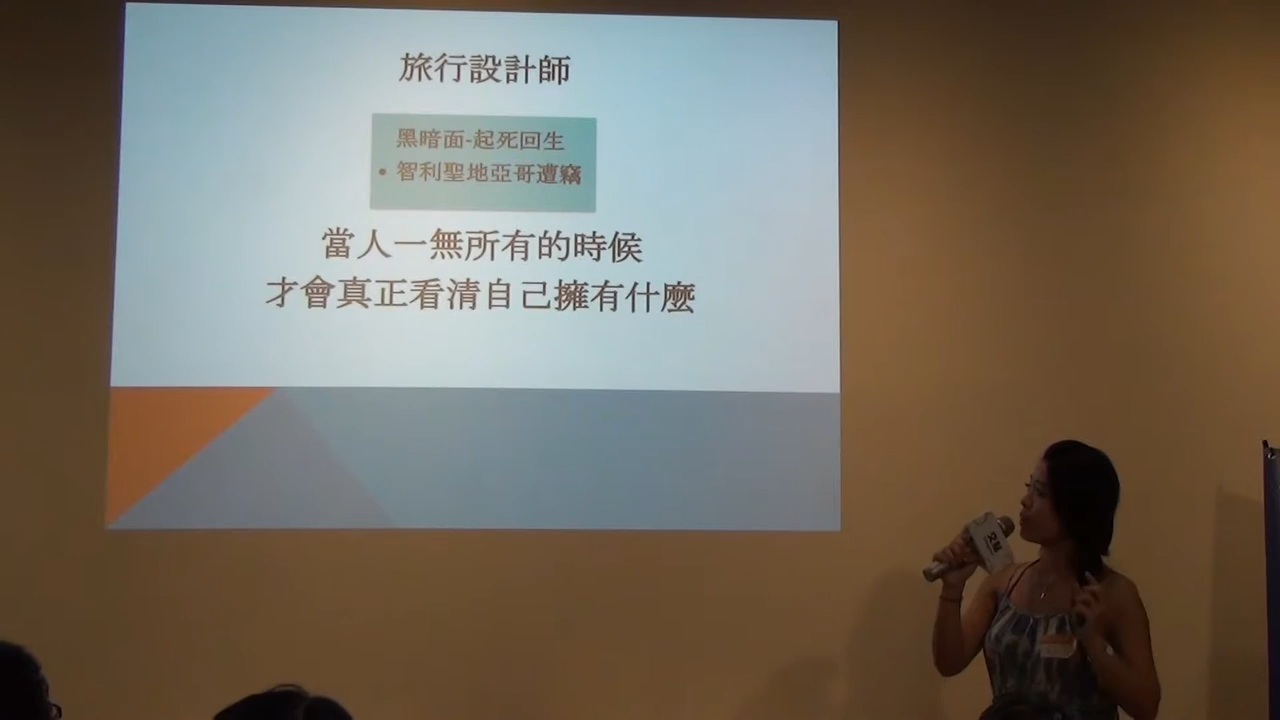 旅行設計師
黑暗面-起死回生
• 智利聖地亞哥遭竊
當人一無所有的時候
才會真正看清自己擁有什麼